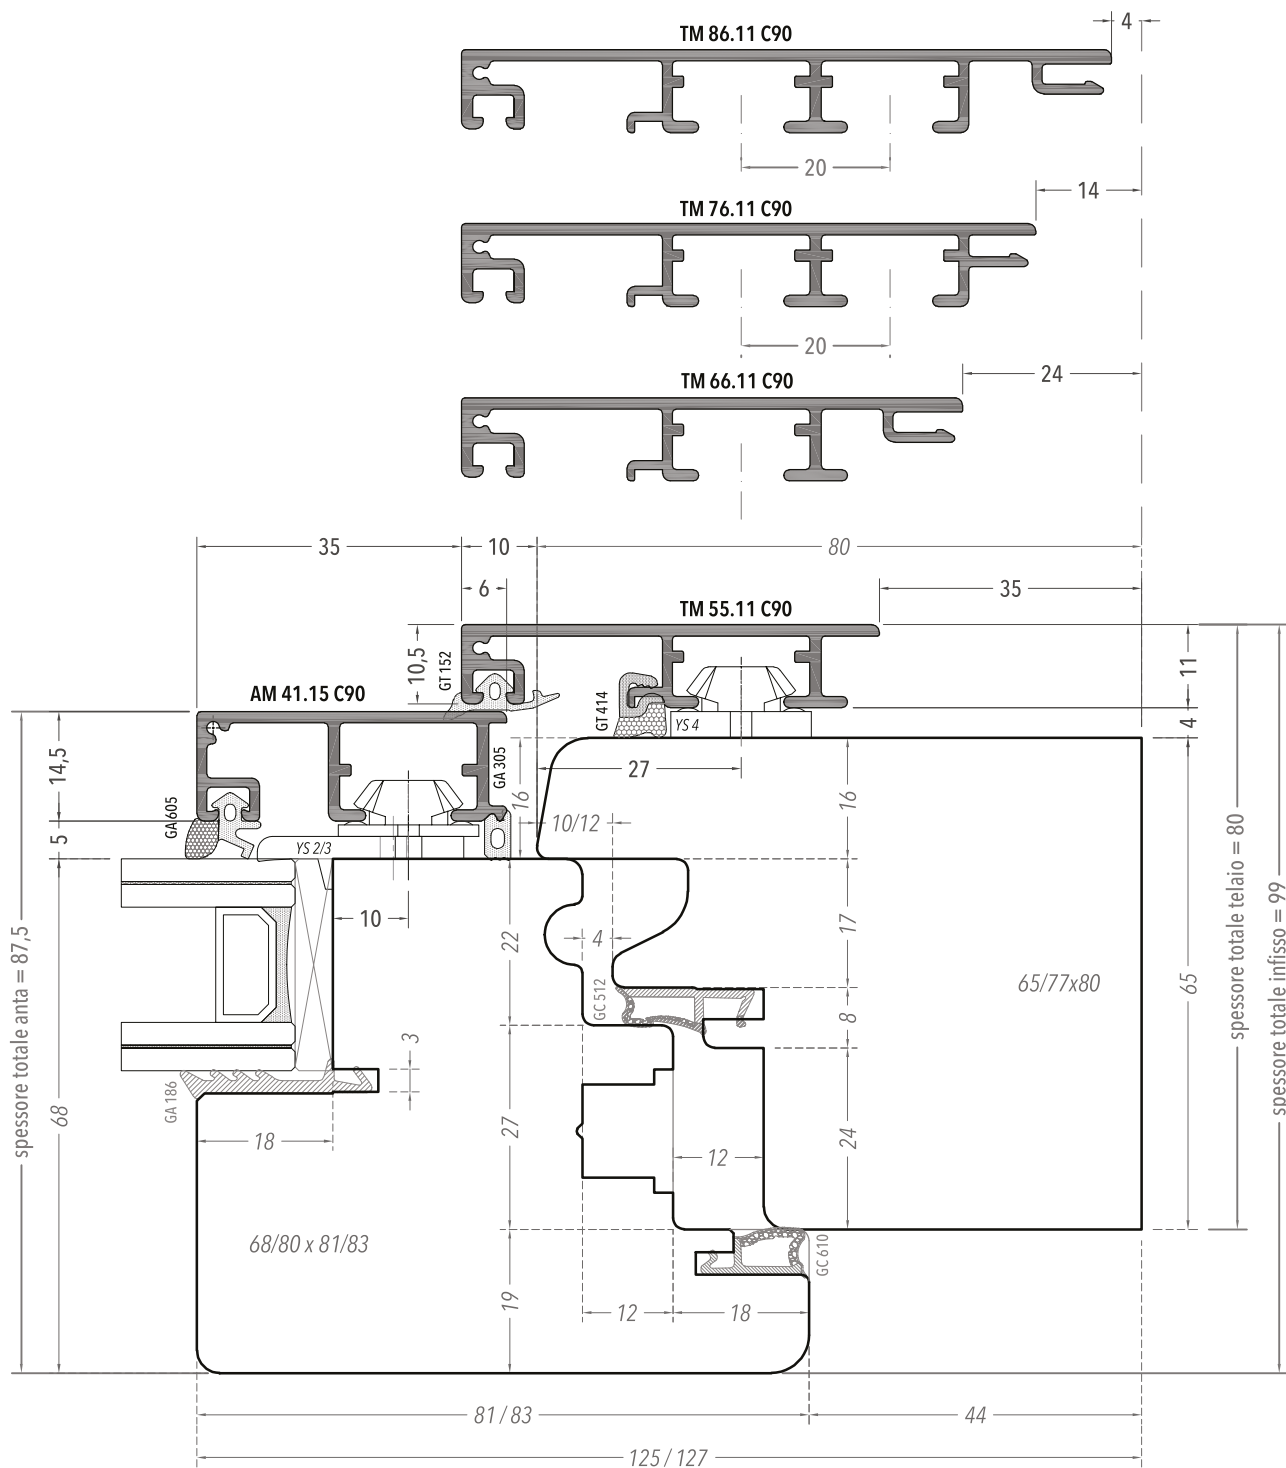 4
TM 86.11 C90
20
14
TM 76.11 C90
20
24
TM 66.11 C90
35
10
80
6
35
TM 55.11 C90
10,5
GT 152
11
AM 41.15 C90
GT 414
YS 4
4
14,5
GA 305
27
16
16
GA 605
10/12
5
YS 2/3
10
22
4
17
GC 512
65/77x80
65
8
spessore totale anta = 87,5
spessore totale telaio = 80
spessore totale infisso = 99
3
GA 186
68
18
27
12
24
68/80 x 81/83
GC 610
19
12
18
81 / 83
44
125 / 127